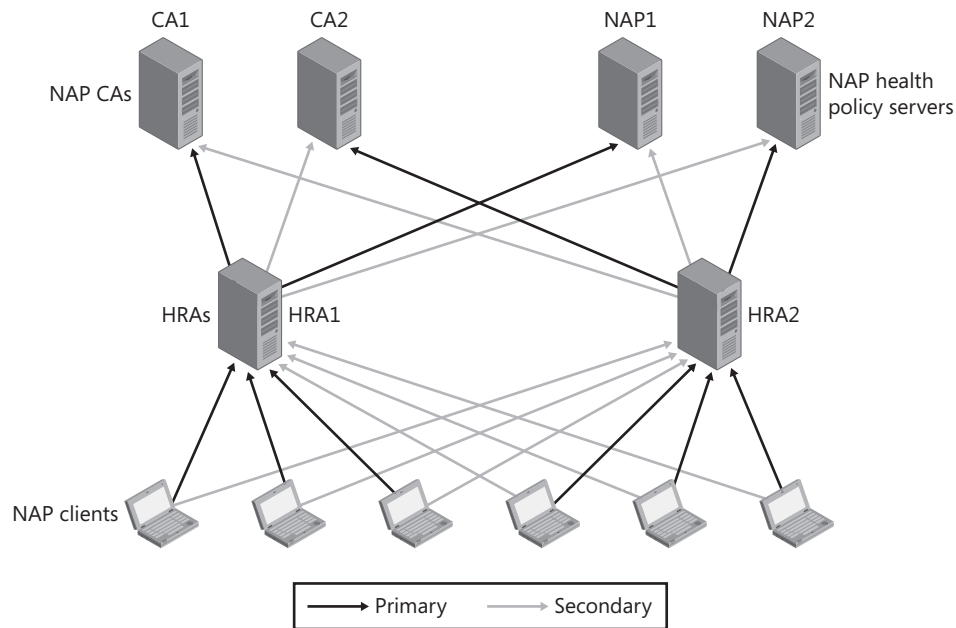 CA1
CA2
NAP1
NAP2
NAP CAs
NAP health
policy servers
HRAs
HRA1
HRA2
NAP clients
Primary
Secondary